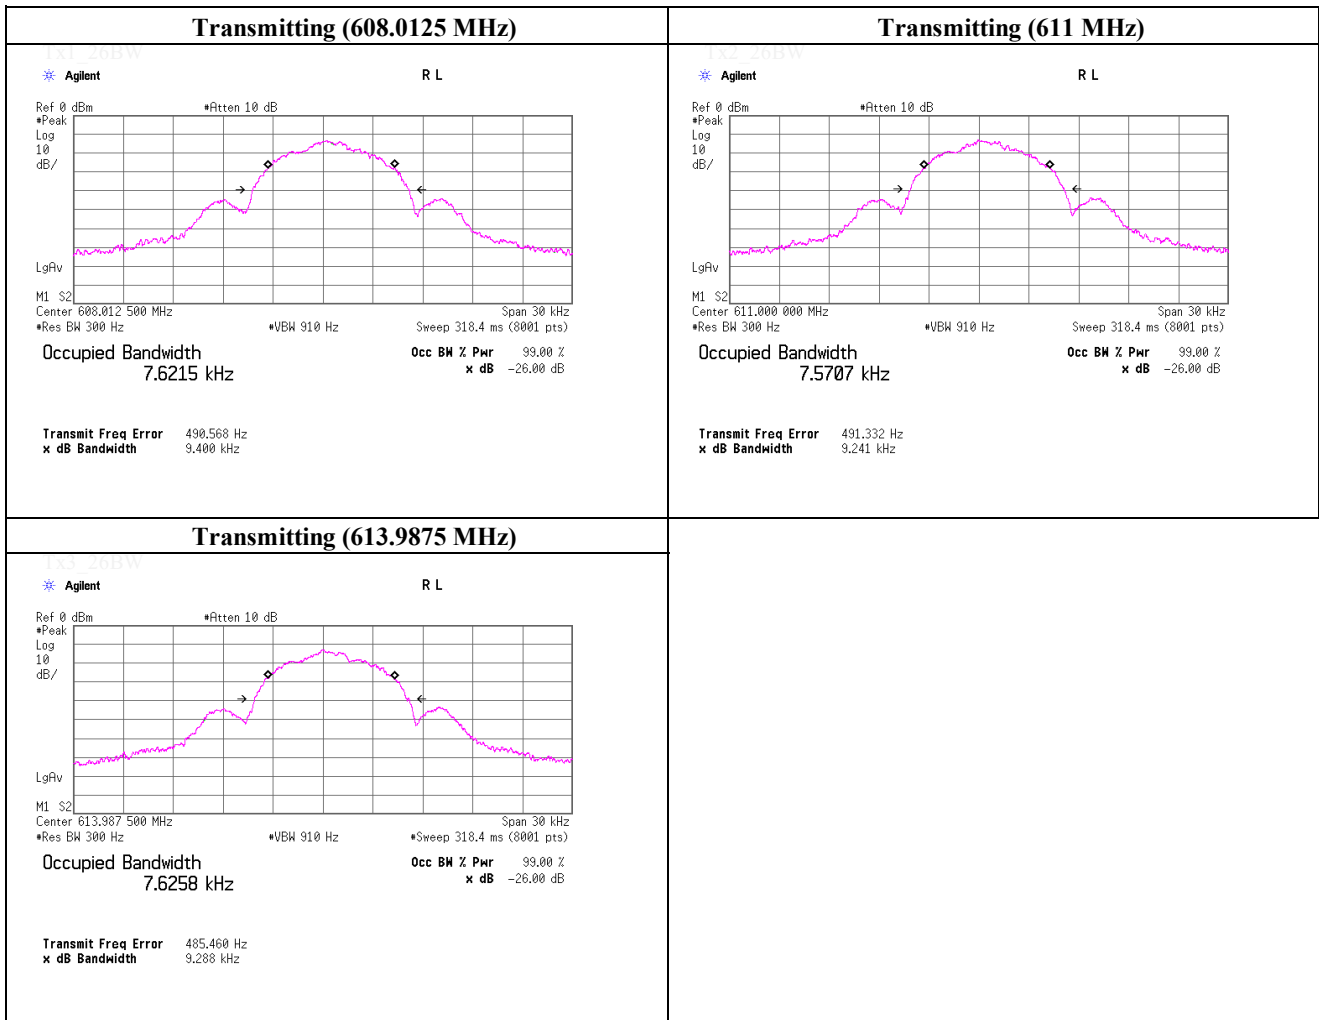 Transmitting (608.0125 MHz)
Tx1_26BW
Agilent
R L
Ref 0 dBm
#Atten 10 dB
#Peak
Log
10
dB/
LgAv
M1 S2
Center 608.012 500 MHz
Span 30 kHz
#Res BW 300 Hz
#VBW 910 Hz
Sweep 318.4 ms (8001 pts)
Occupied Bandwidth
7.6215 kHz
Occ BW % Pwr 99.00 %
x dB -26.00 dB
Transmit Freq Error 490.568 Hz
x dB Bandwidth 9.400 kHz
Transmitting (611 MHz)
Tx2_26BW
Agilent
R L
Ref 0 dBm
#Atten 10 dB
#Peak
Log
10
dB/
LgAv
M1 S2
Center 611.000 000 MHz
Span 30 kHz
#Res BW 300 Hz
#VBW 910 Hz
Sweep 318.4 ms (8001 pts)
Occupied Bandwidth
7.5707 kHz
Occ BW % Pwr 99.00 %
x dB -26.00 dB
Transmit Freq Error 491.332 Hz
x dB Bandwidth 9.241 kHz
Transmitting (613.9875 MHz)
Tx3_26BW
Agilent
R L
Ref 0 dBm
#Atten 10 dB
#Peak
Log
10
dB/
LgAv
M1 S2
Center 613.987 500 MHz
Span 30 kHz
#Res BW 300 Hz
#VBW 910 Hz
#Sweep 318.4 ms (8001 pts)
Occupied Bandwidth
7.6258 kHz
Occ BW % Pwr 99.00 %
x dB -26.00 dB
Transmit Freq Error 485.460 Hz
x dB Bandwidth 9.288 kHz